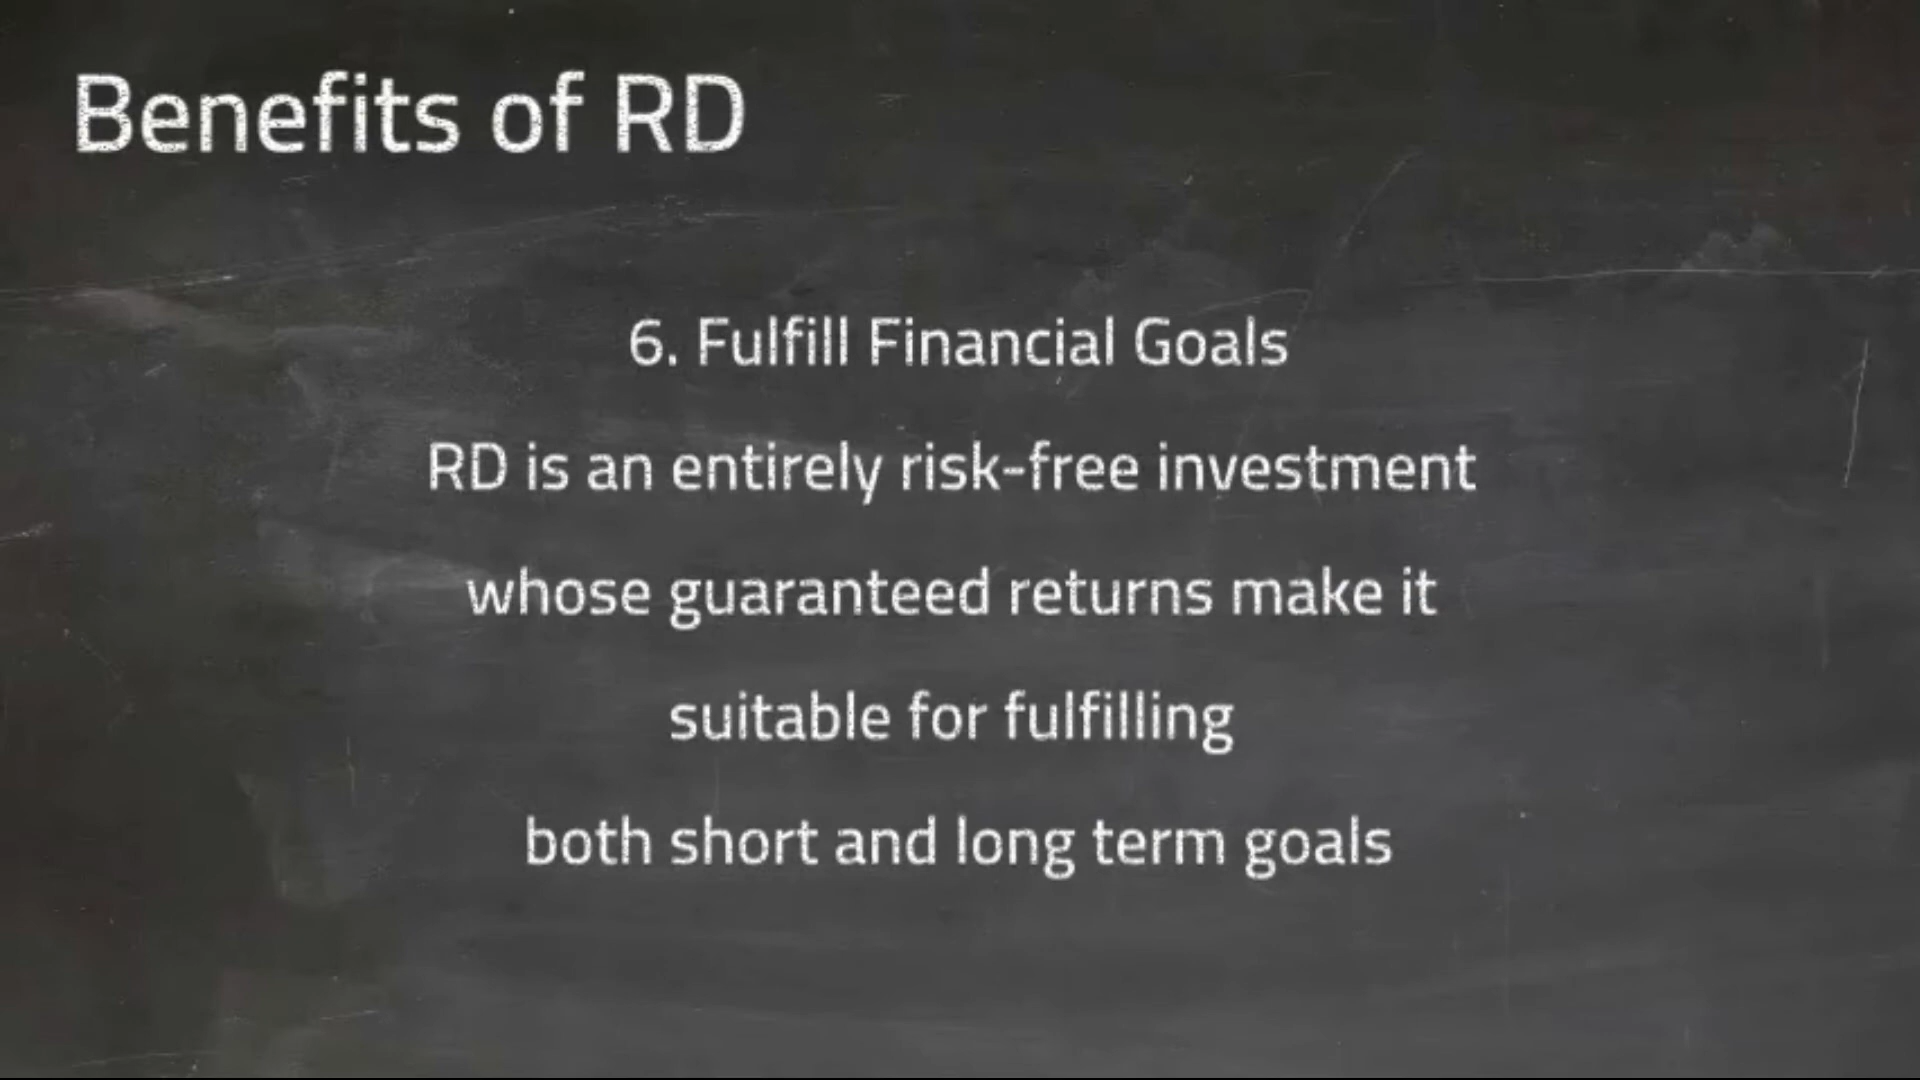 Benefits of RD
6. Fulfill Financial Goals
RD is an entirely risk-free investment
whose guaranteed returns make it
suitable for fulfilling
both short and long term goals